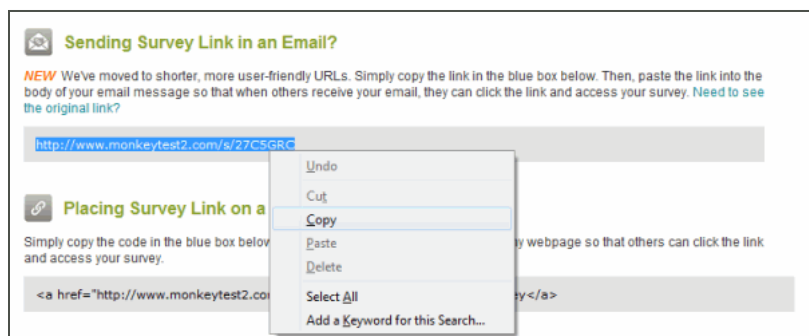 Sending Survey Link in an Email?
NEW We've moved to shorter, more user-friendly URLs. Simply copy the link in the blue box below. Then, paste the link into the
body of your email message so that when others receive your email, they can click the link and access your survey. Need to see
the original link?
http://www.monkeytest2.com/s/27C5GRC
Undo
Cut
Copy
Paste
Delete
Select All
Add a Keyword for this Search...
Placing Survey Link on a
Simply copy the code in the blue box below
y webpage so that others can click the link
and access your survey.
<a href="http://www.monkeytest2.co
ey</a>